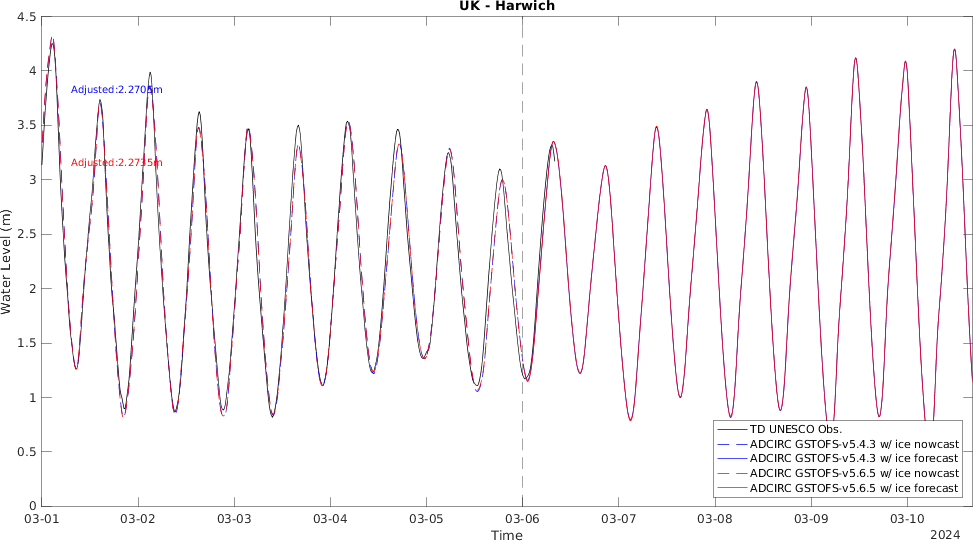 UK - Harwich
4.5
4
3.5
3
2.5
2
1.5
1
0.5
0
Water Level (m)
Adjusted:2.2705m
Adjusted:2.2735m
TD UNESCO Obs.
ADCIRC GSTOFS-v5.4.3 w/ ice nowcast
ADCIRC GSTOFS-v5.4.3 w/ ice forecast
ADCIRC GSTOFS-v5.6.5 w/ ice nowcast
ADCIRC GSTOFS-v5.6.5 w/ ice forecast
03-01 03-02 03-03 03-04 03-05 03-06 03-07 03-08 03-09 03-10
Time
2024